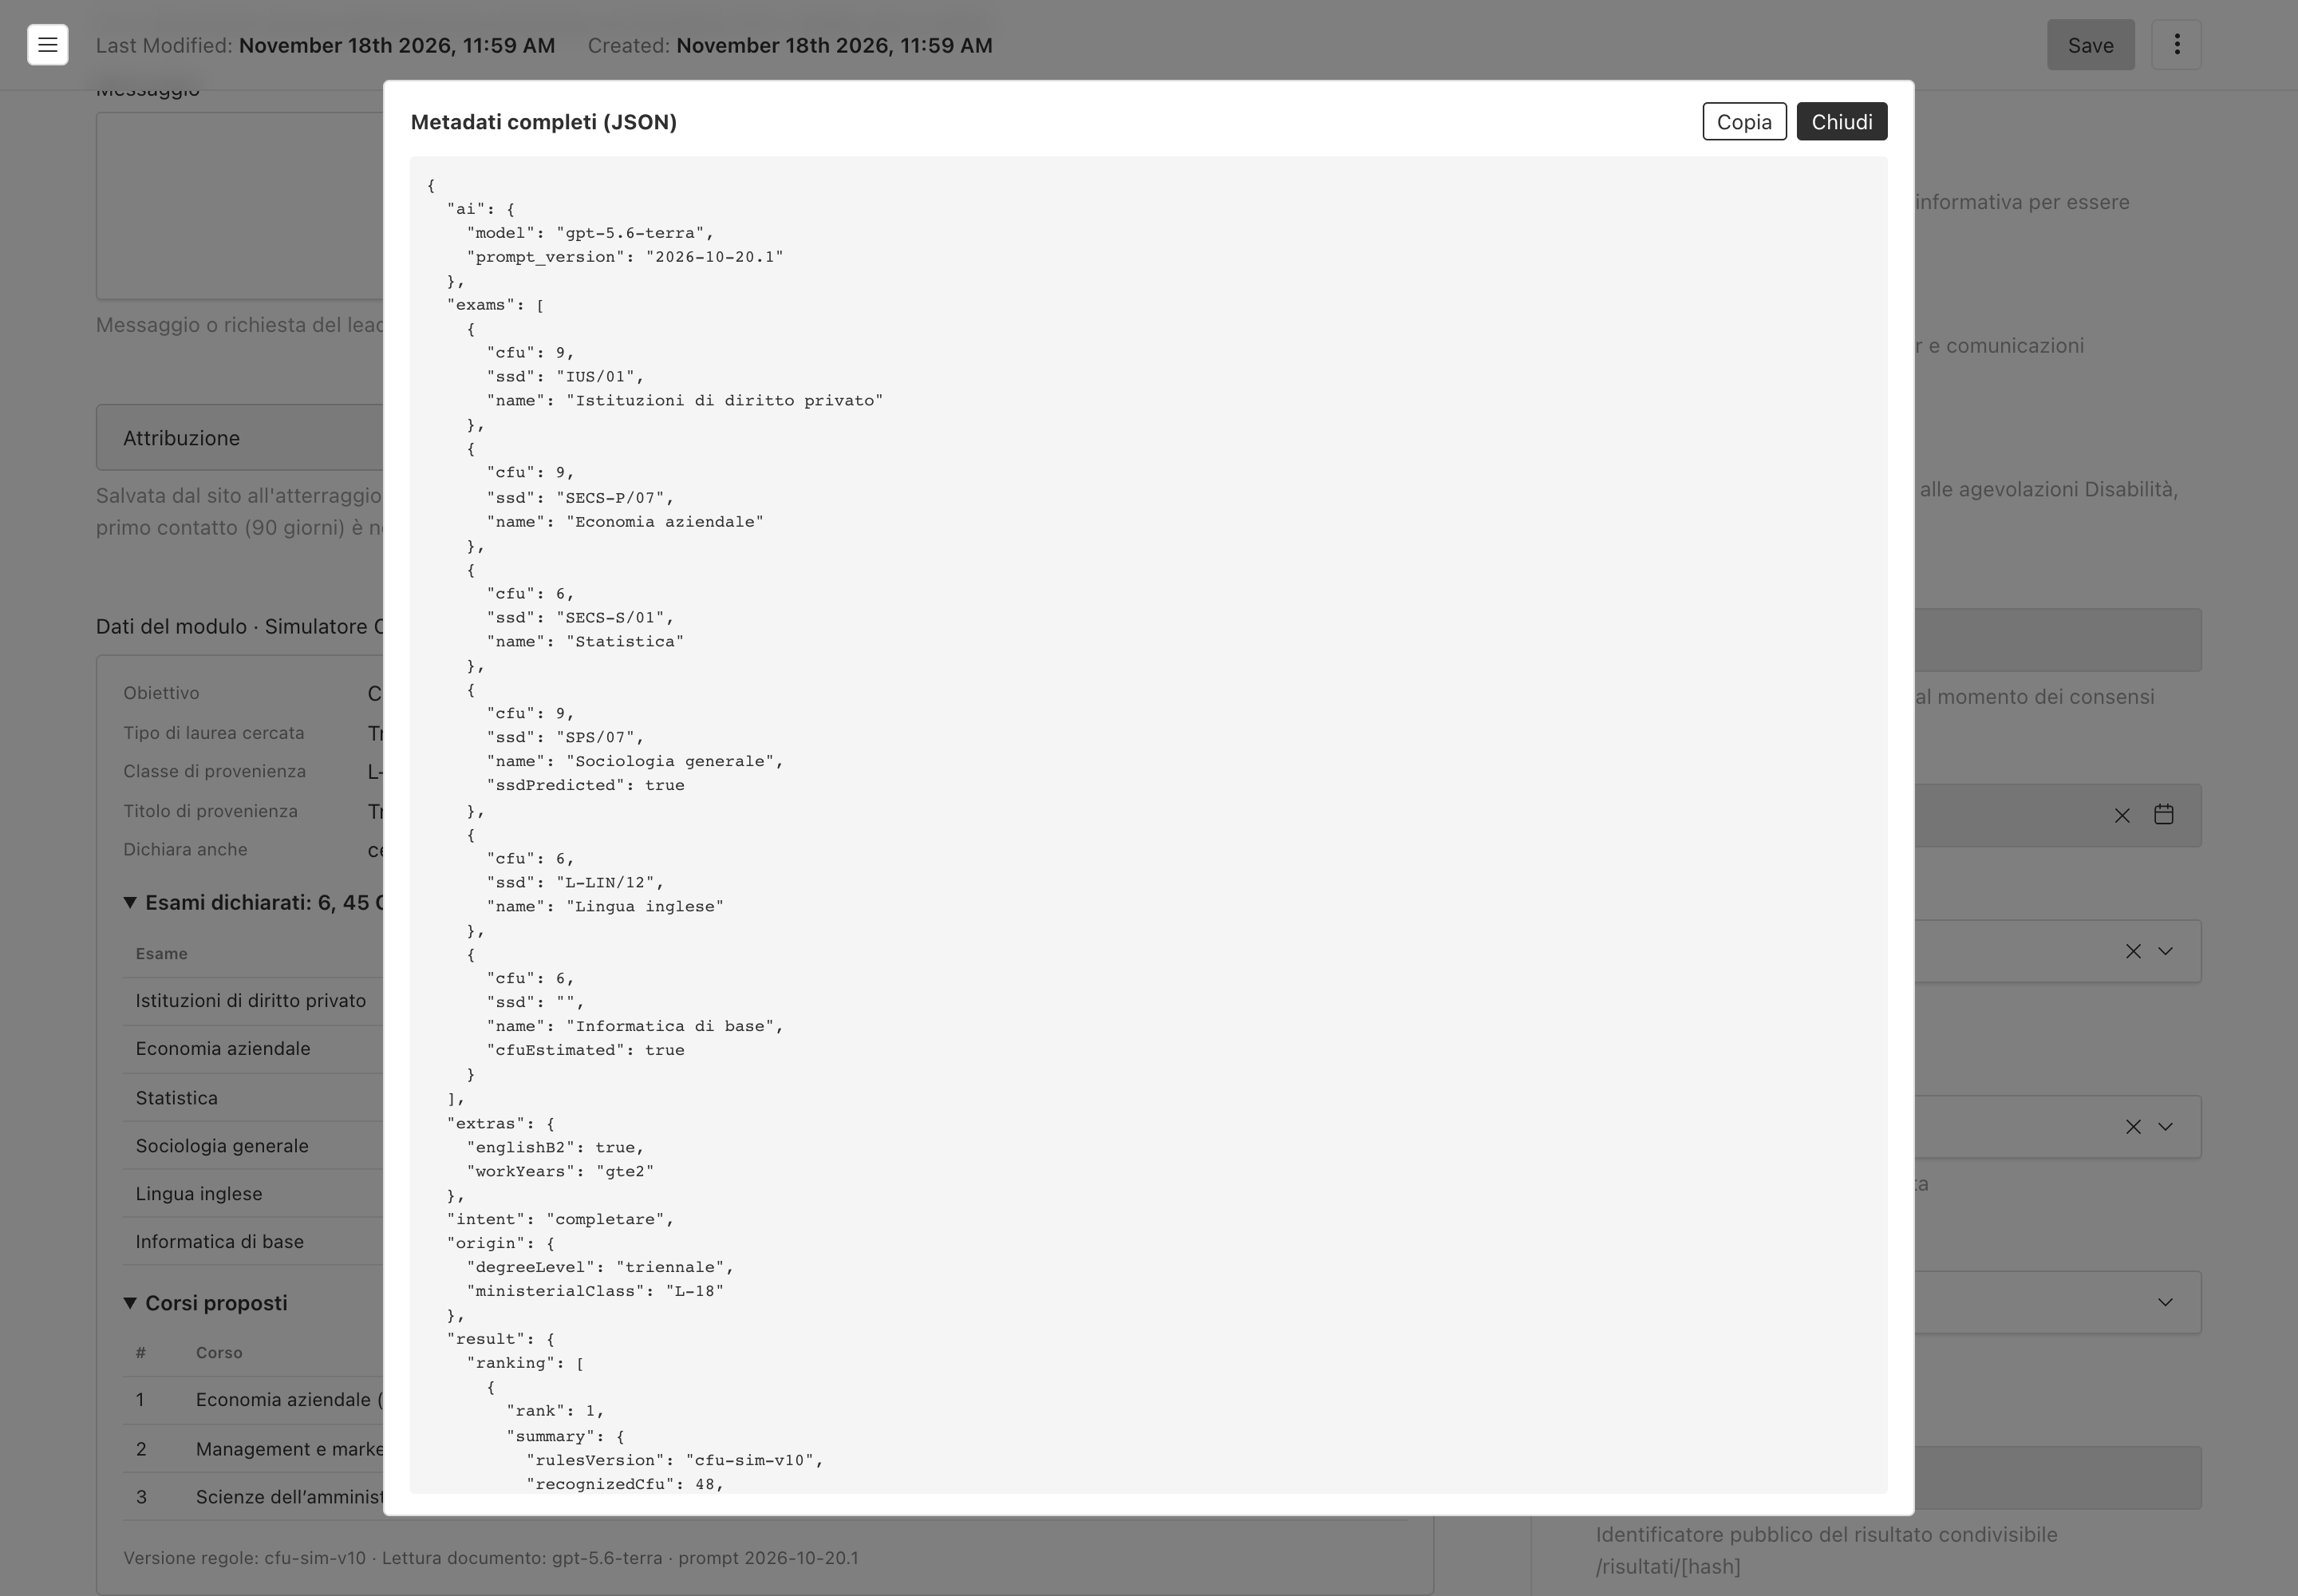 Last Modified: November 18th 2026, 11:59 AM Created: November 18th 2026, 11:59 AM
Save
Messaggio
Messaggio o richiesta del lead
Attribuzione
Salvata dal sito all'atterraggio
primo contatto (90 giorni) è
Dati del modulo · Simulatore
Obiettivo
Tipo di laurea cercata
Classe di provenienza
Titolo di provenienza
Dichiara anche
Esami dichiarati: 6, 45
Esame
Istituzioni di diritto privato
Economia aziendale
Statistica
Sociologia generale
Lingua inglese
Informatica di base
Corsi proposti
# Corso
1 Economia aziendale (
2 Management e marke
3 Scienze dell’amminist
Versione regole: cfu-sim-v10 · Lettura documento: gpt-5.6-terra · prompt 2026-10-20.1
Metadati completi (JSON)
Copia
Chiudi
{
"ai": {
"model": "gpt-5.6-terra",
"prompt_version": "2026-10-20.1"
},
"exams": [
{
"cfu": 9,
"ssd": "IUS/01",
"name": "Istituzioni di diritto privato"
},
{
"cfu": 9,
"ssd": "SECS-P/07",
"name": "Economia aziendale"
},
{
"cfu": 6,
"ssd": "SECS-S/01",
"name": "Statistica"
},
{
"cfu": 9,
"ssd": "SPS/07",
"name": "Sociologia generale",
"ssdPredicted": true
},
{
"cfu": 6,
"ssd": "L-LIN/12",
"name": "Lingua inglese"
},
{
"cfu": 6,
"ssd": "",
"name": "Informatica di base",
"cfuEstimated": true
}
],
"extras": {
"englishB2": true,
"workYears": "gte2"
},
"intent": "completare",
"origin": {
"degreeLevel": "triennale",
"ministerialClass": "L-18"
},
"result": {
"ranking": [
{
"rank": 1,
"summary": {
"rulesVersion": "cfu-sim-v10",
"recognizedCfu": 48,
informativa per essere
r e comunicazioni
alle agevolazioni Disabilità,
al momento dei consensi
ta
Identificatore pubblico del risultato condivisibile
/risultati/[hash]